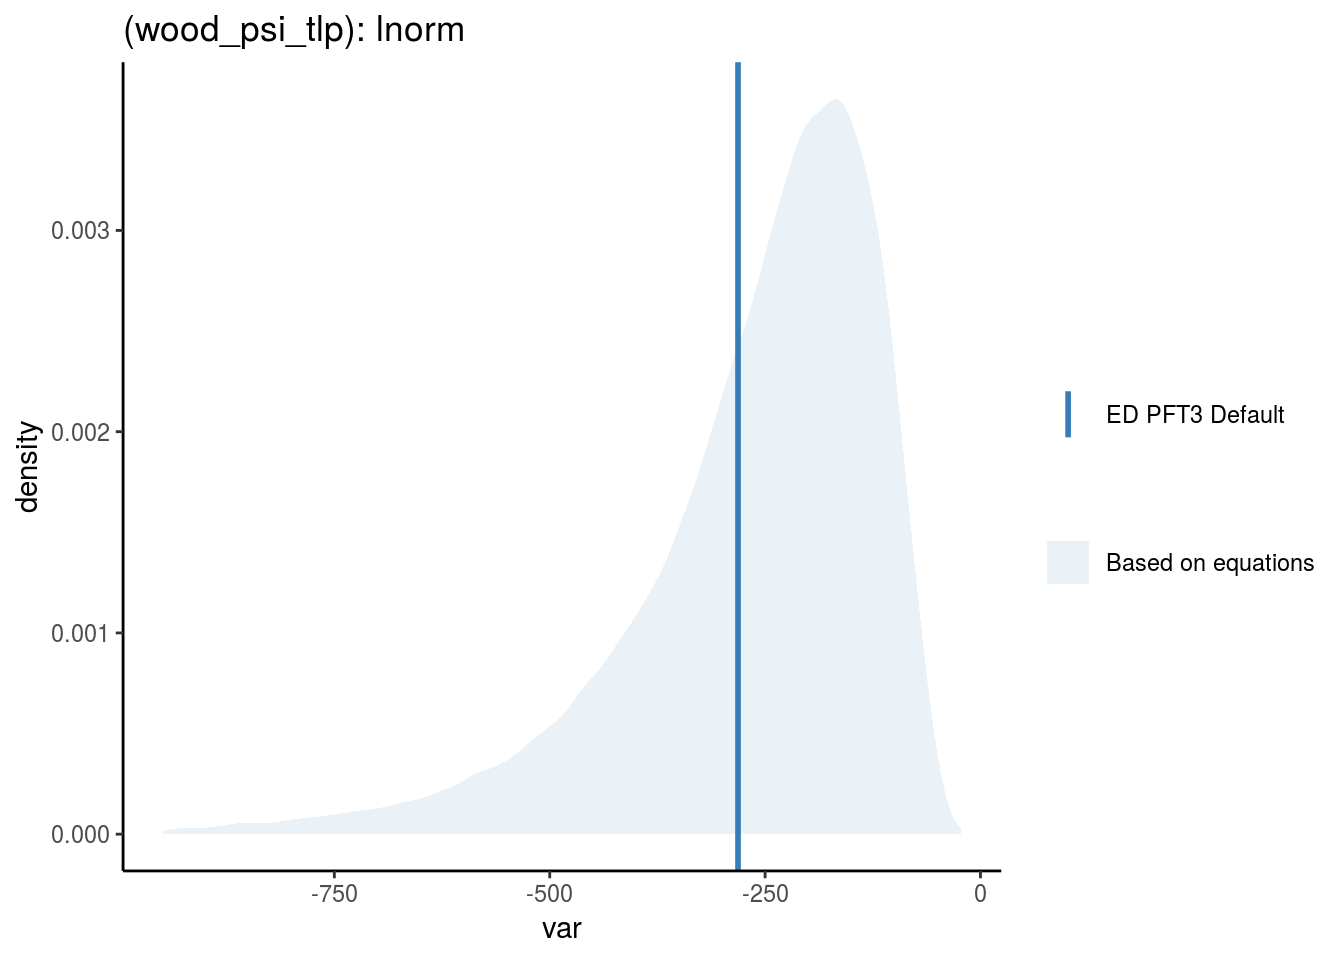 (wood_psi_tlp): lnorm
density
0.003
0.002
0.001
0.000
-750
-500
-250
0
var
ED PFT3 Default
Based on equations